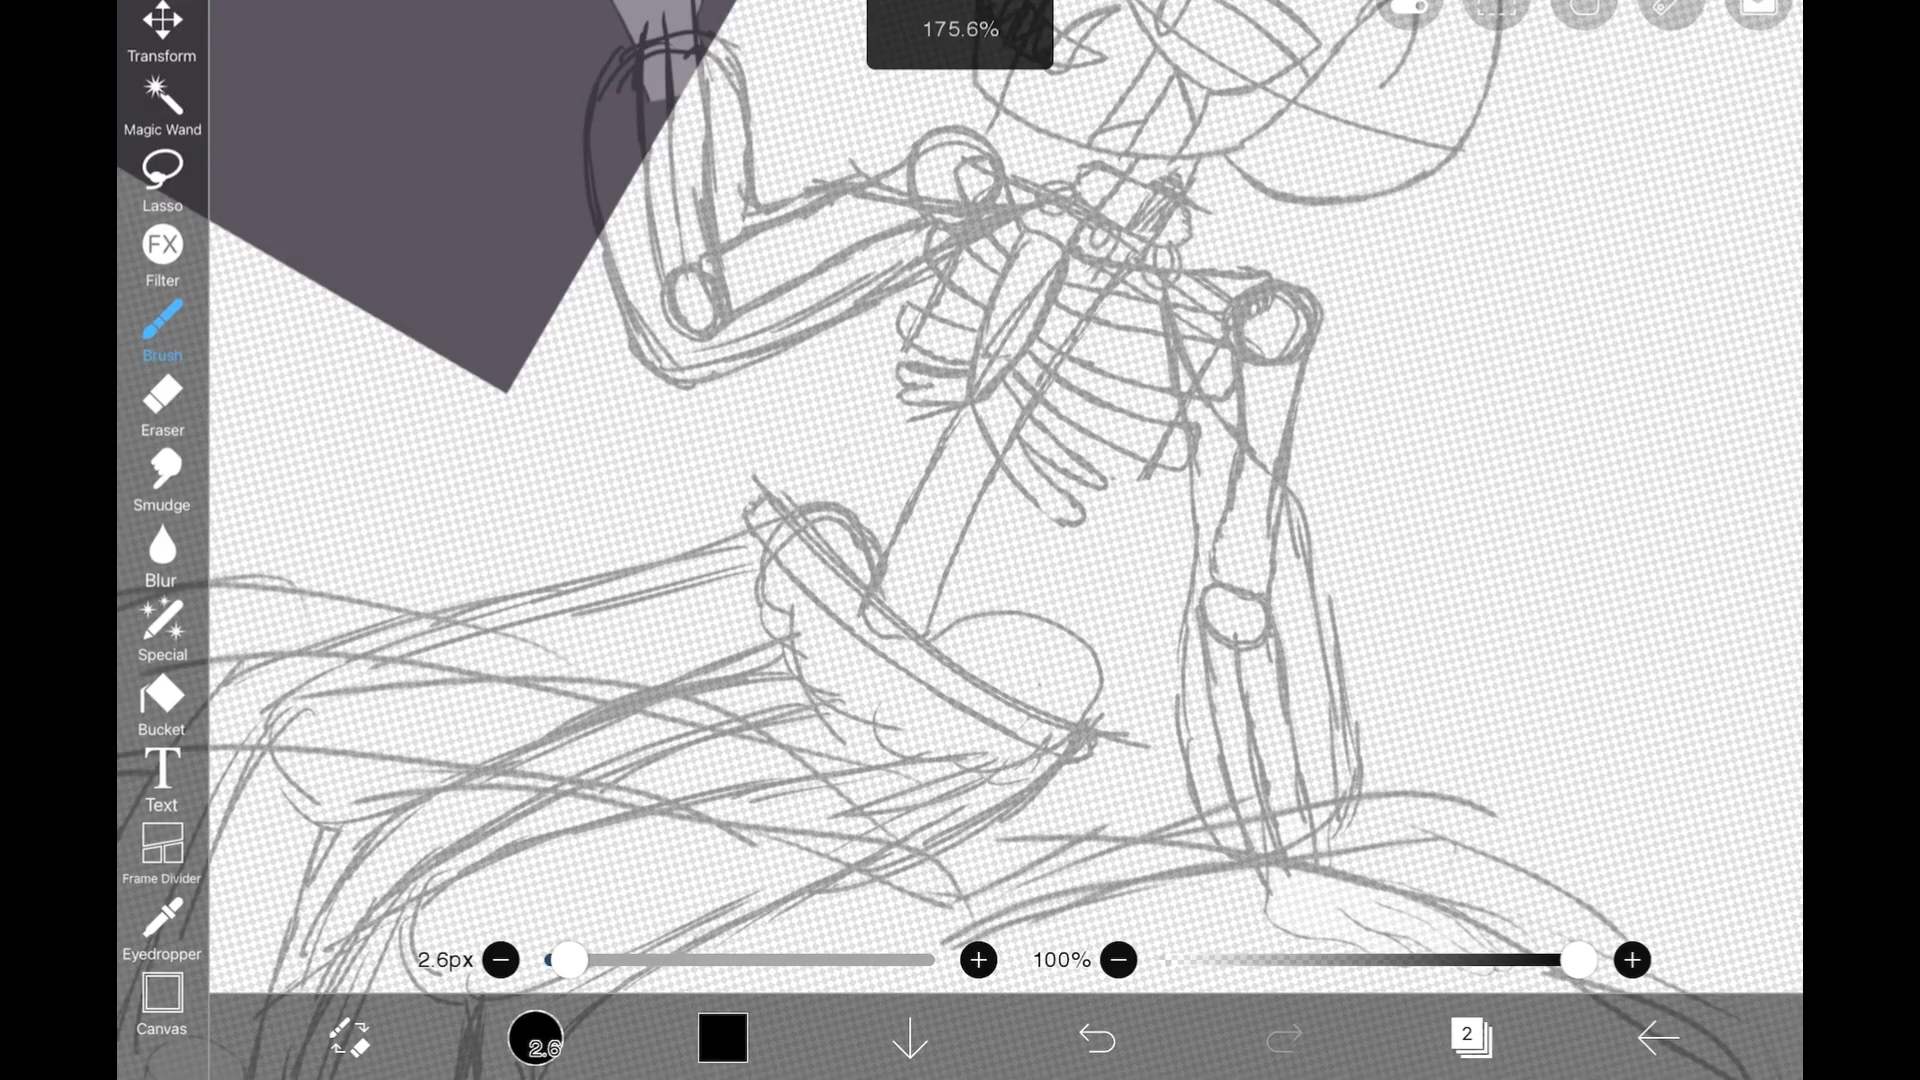 175.6%
Transform
Magic Wand
Lasso
FX
Filter
Brush
Eraser
Smudge
Blur
Special
Bucket
T
Text
Frame Divider
Eyedropper
Canvas
2.6px
100%
2.6
2